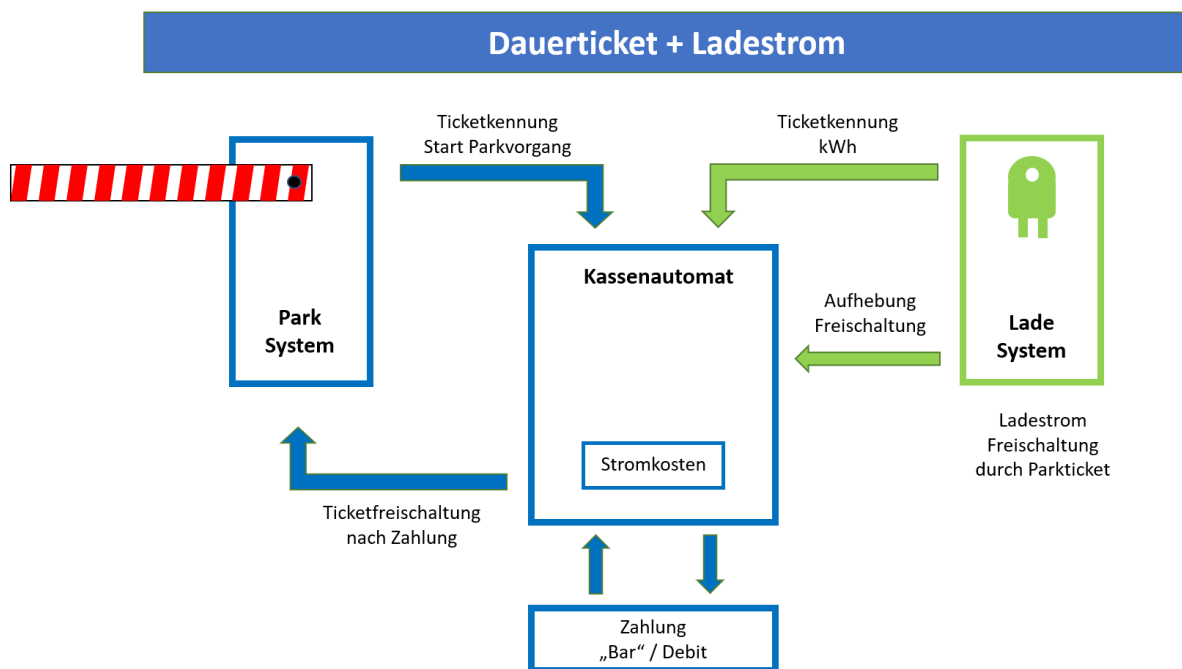 Dauerticket + Ladestrom
Ticketkennung
Start Parkvorgang
Ticketkennung
kWh
Park
System
Kassenautomat
Aufhebung
Freischaltung
Lade
System
Stromkosten
Ladestrom
Freischaltung
durch Parkticket
Ticketfreischaltung
nach Zahlung
Zahlung
„Bar“ / Debit